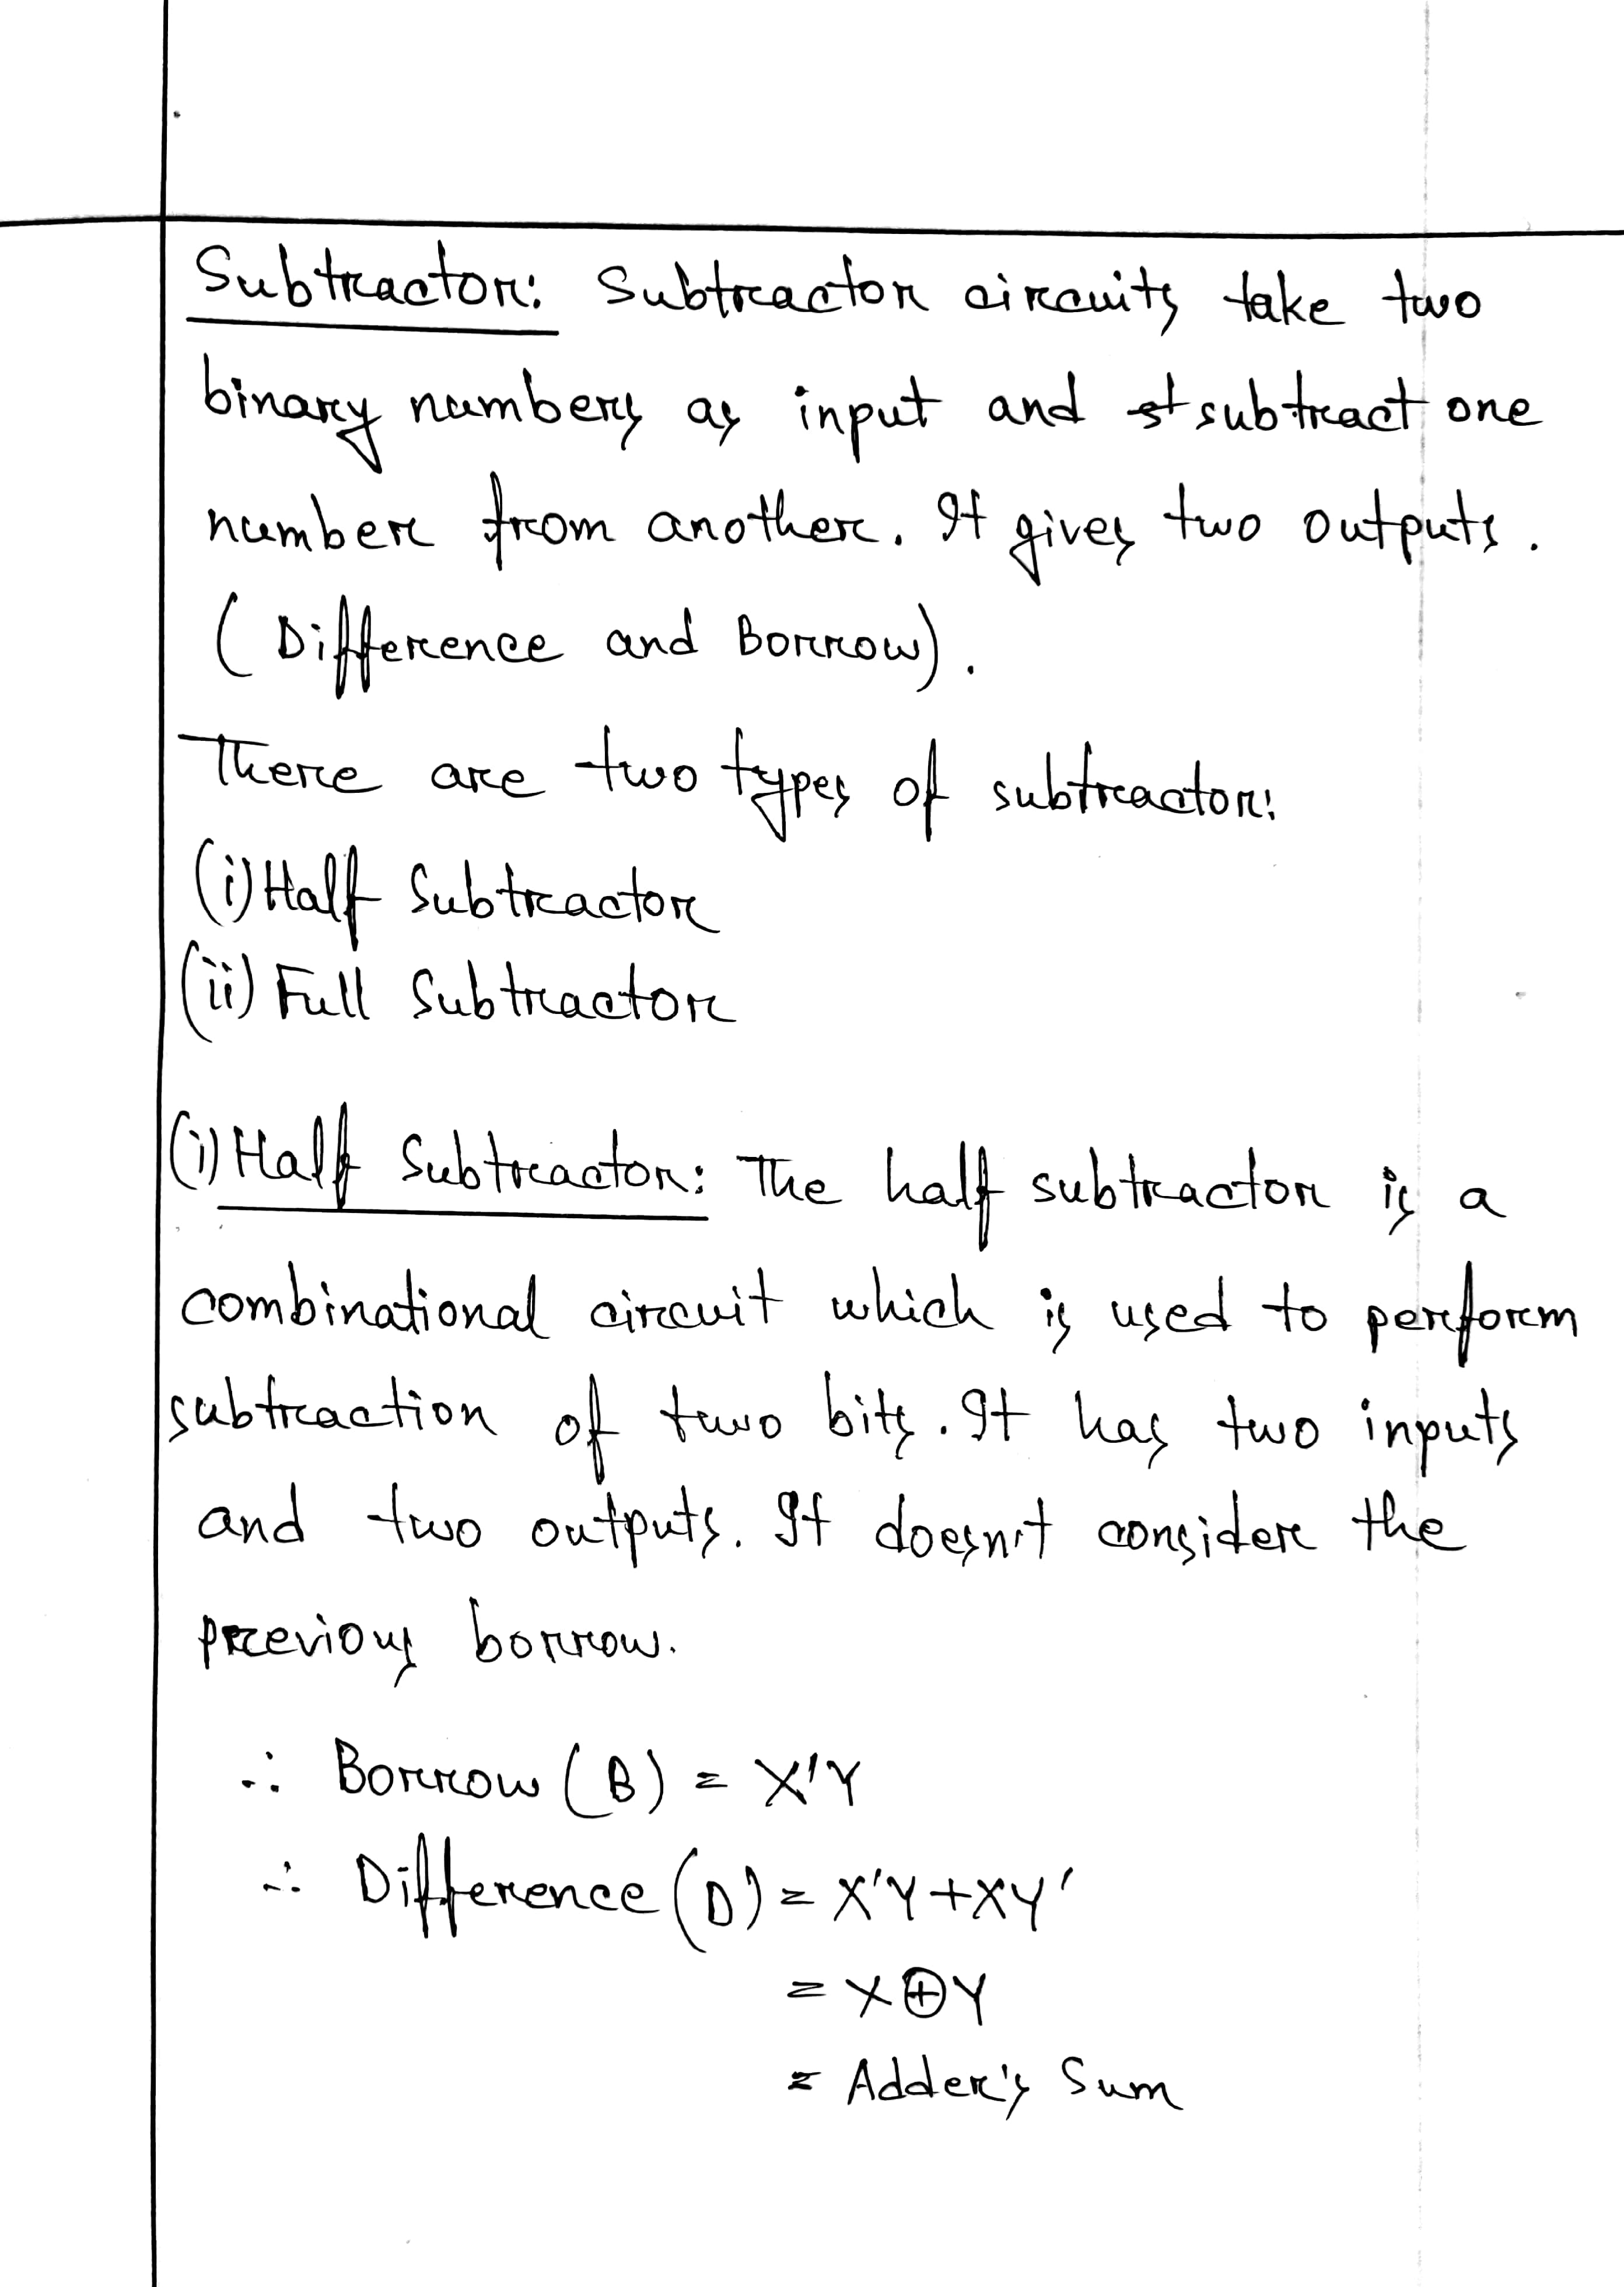 Subtractor: Subtractor circuits take two
binary numbers as input and st subtract one
number from another. It gives two outputs.
(Difference and Borrow).
There are two types of subtractor:
(i) Half Subtractor
(ii) Full Subtractor
(i) Half Subtractor: The half subtractor is a
combinational circuit which is used to perform
subtraction of two bits. It has two inputs
and two outputs. It doesn't consider the
previous borrow.
∴ Borrow (B) = X'Y
∴ Difference (D) = X'Y+XY'
= X⊕Y
= Adder's Sum